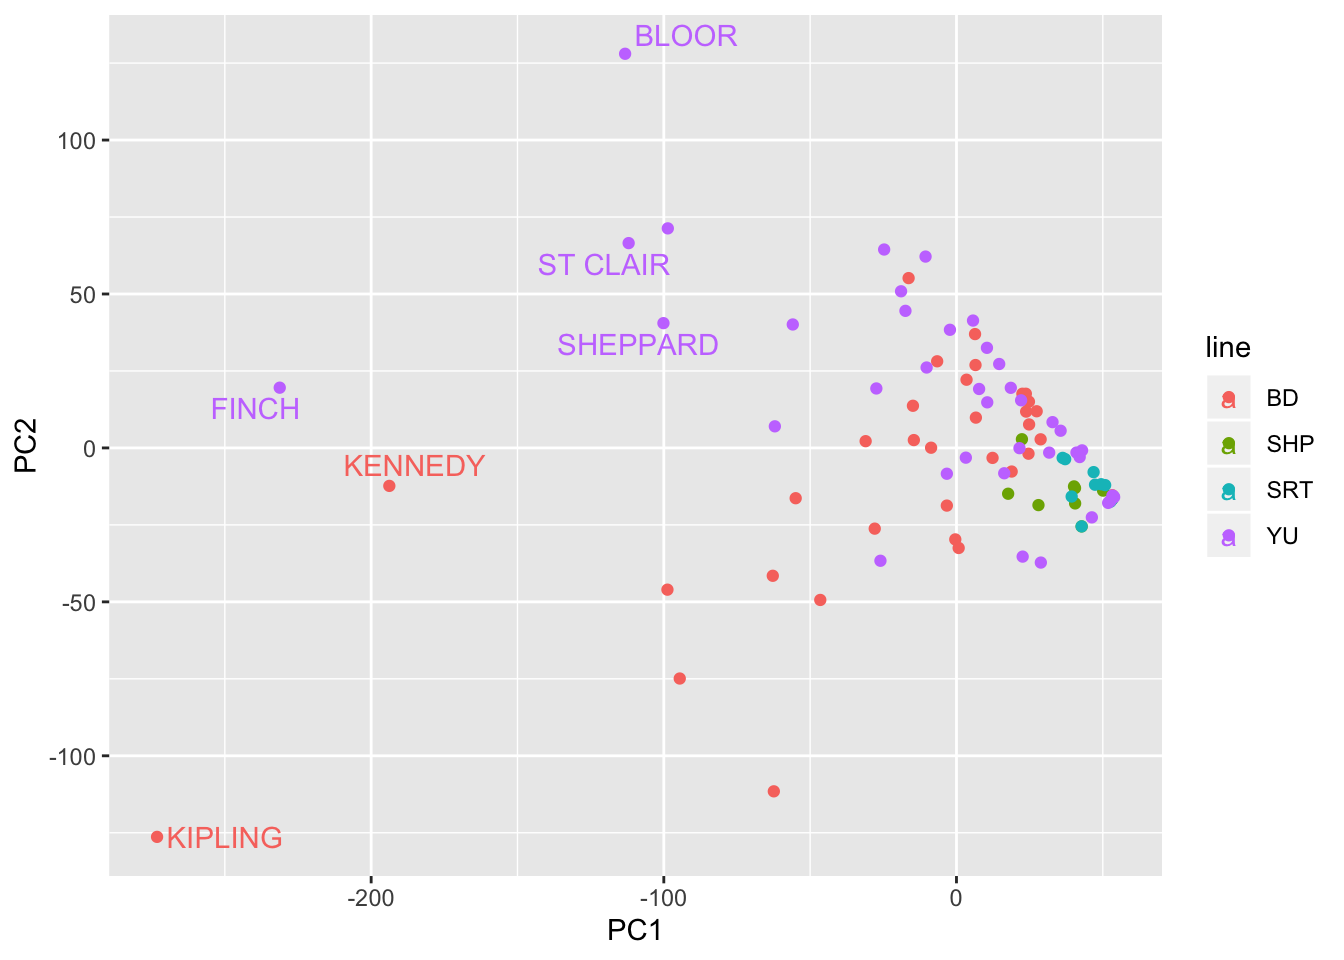 BLOOR
100
ST CLAIR
50
SHEPPARD
FINCH
0
KENNEDY
-50
-100
KIPLING
-200
-100
0
PC1
PC2
line
a BD
a SHP
a SRT
a YU